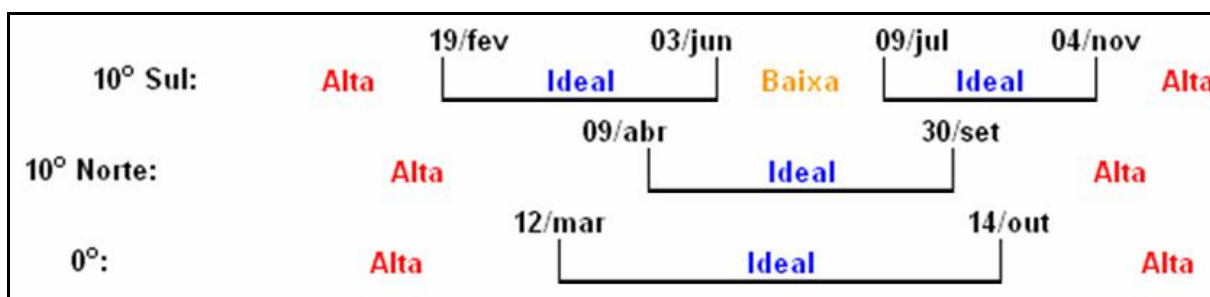 19/fev 03/jun 09/jul 04/nov
10° Sul: Alta Ideal Baixa Ideal Alta
09/abr 30/set
10° Norte: Alta Ideal Alta
12/mar 14/out
0°: Alta Ideal Alta